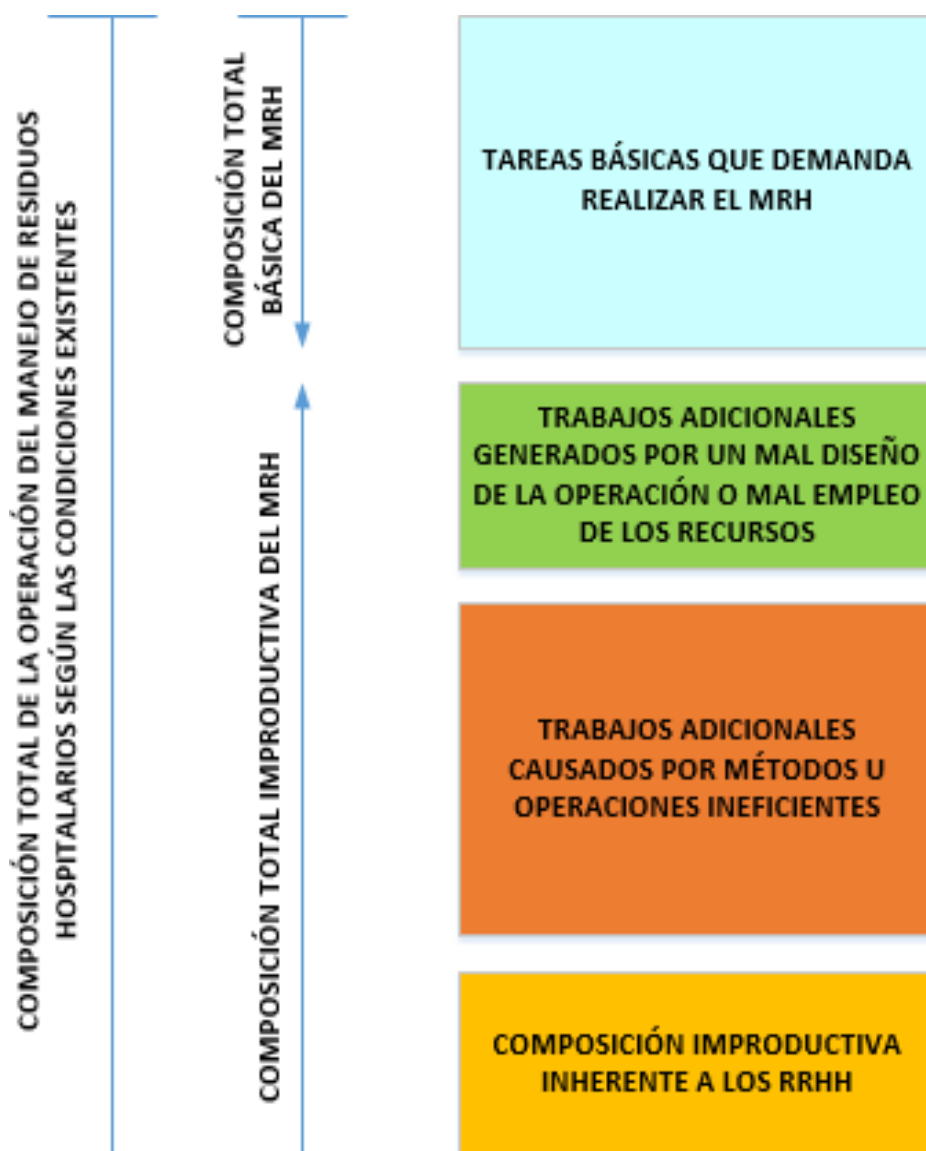 COMPOSICIÓN TOTAL DE LA OPERACIÓN DEL MANEJO DE RESIDUOS
HOSPITALARIOS SEGÚN LAS CONDICIONES EXISTENTES
COMPOSICIÓN TOTAL
BÁSICA DEL MRH
COMPOSICIÓN TOTAL IMPRODUCTIVA DEL MRH
TAREAS BÁSICAS QUE DEMANDA
REALIZAR EL MRH
TRABAJOS ADICIONALES
GENERADOS POR UN MAL DISEÑO
DE LA OPERACIÓN O MAL EMPLEO
DE LOS RECURSOS
TRABAJOS ADICIONALES
CAUSADOS POR MÉTODOS U
OPERACIONES INEFICIENTES
COMPOSICIÓN IMPRODUCTIVA
INHERENTE A LOS RRHH